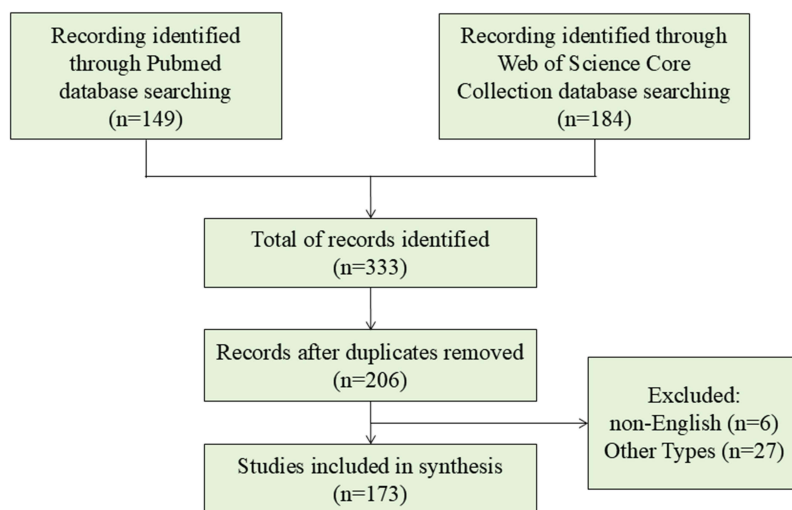 Recording identified
through Pubmed
database searching
(n=149)
Recording identified through
Web of Science Core
Collection database searching
(n=184)
Total of records identified
(n=333)
Records after duplicates removed
(n=206)
Excluded:
non-English (n=6)
Other Types (n=27)
Studies included in synthesis
(n=173)